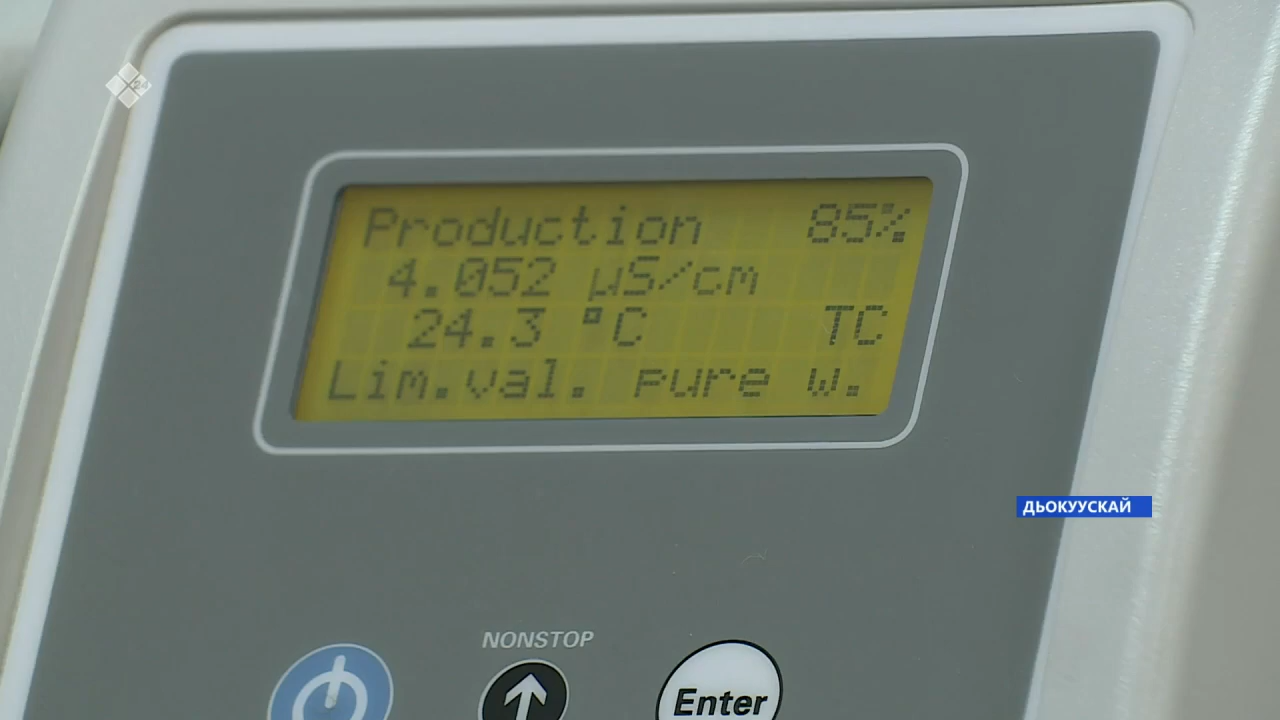 Production 85%
4.052 µS/cm
24.3 °C TC
Lim.val. pure w.
ДЬОКУУСКАЙ
NONSTOP
Enter